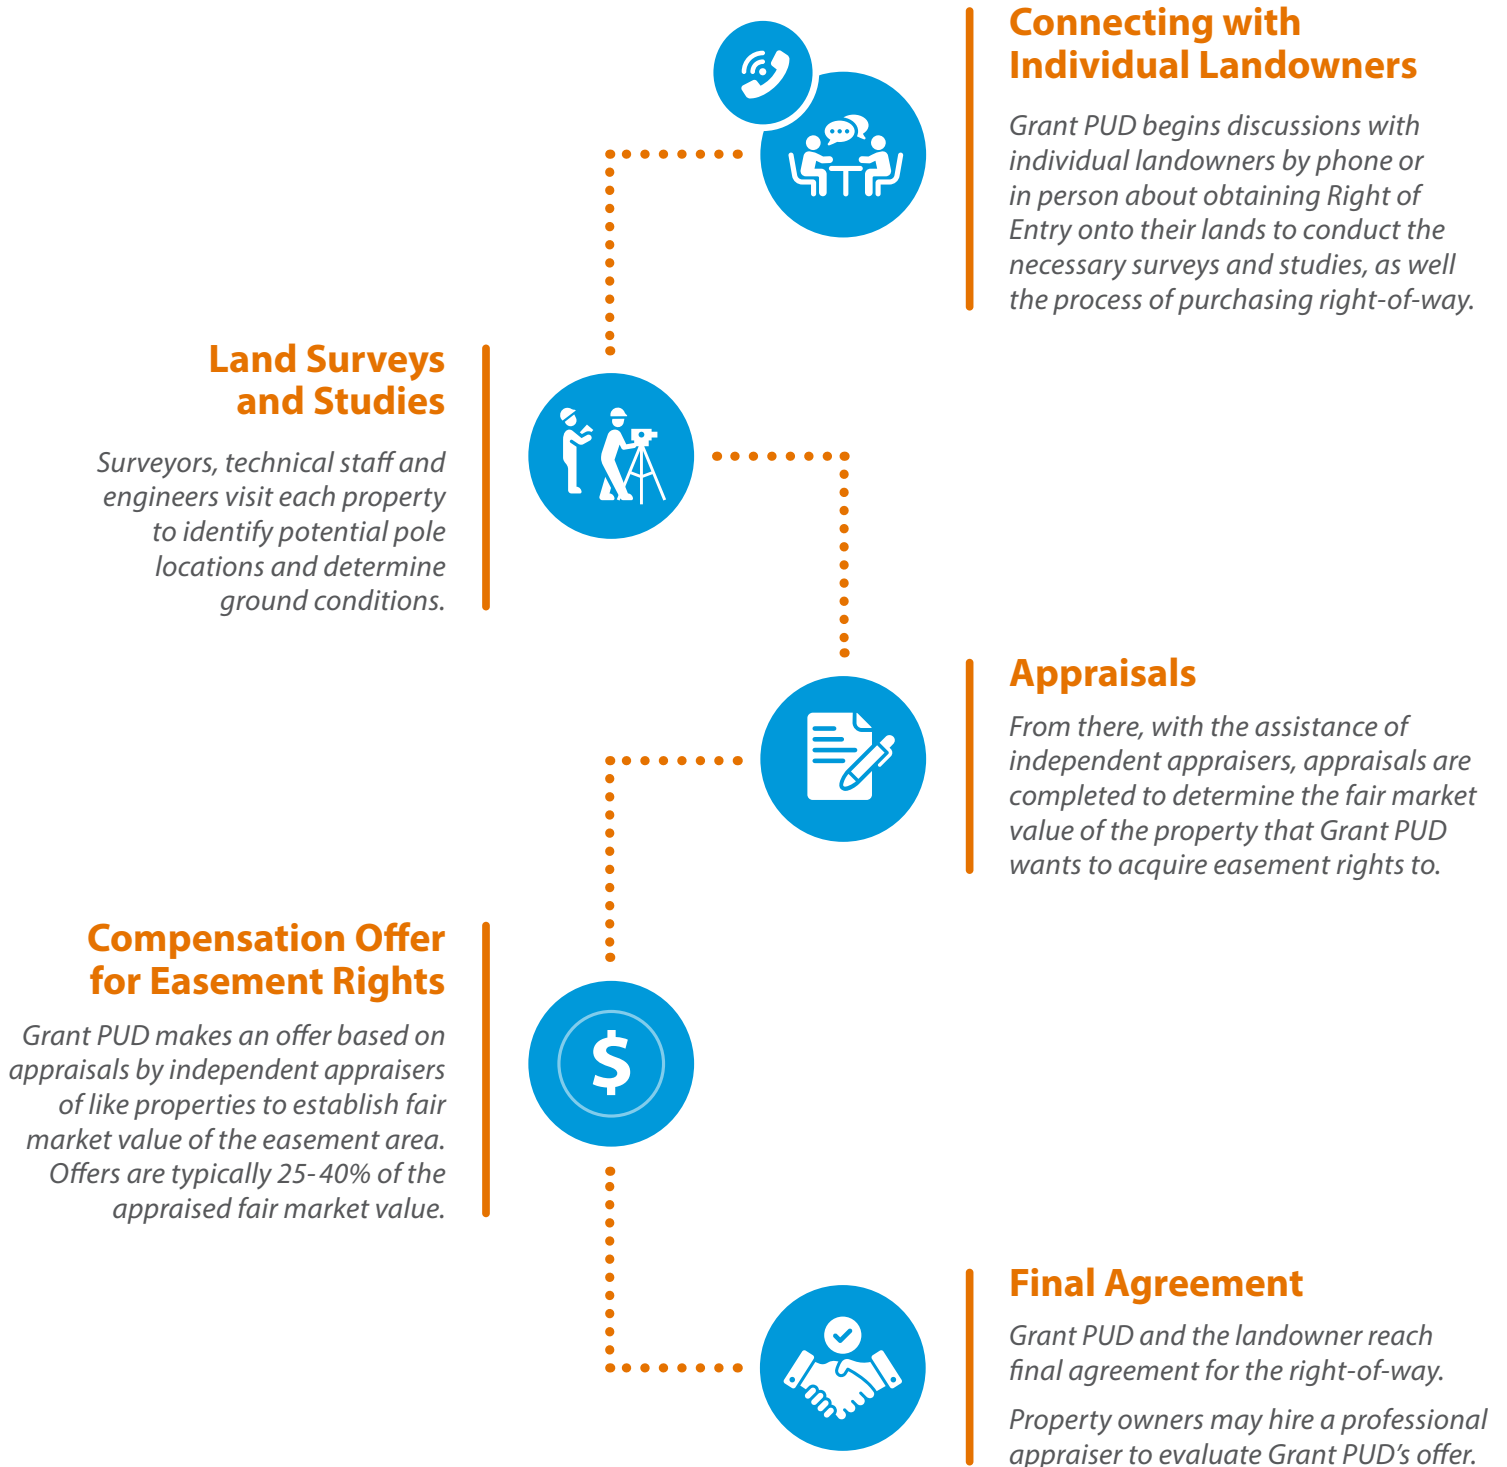 Connecting with
Individual Landowners
Grant PUD begins discussions with
individual landowners by phone or
in person about obtaining Right of
Entry onto their lands to conduct the
necessary surveys and studies, as well
the process of purchasing right-of-way.
Land Surveys
and Studies
Surveyors, technical staff and
engineers visit each property
to identify potential pole
locations and determine
ground conditions.
Appraisals
From there, with the assistance of
independent appraisers, appraisals are
completed to determine the fair market
value of the property that Grant PUD
wants to acquire easement rights to.
Compensation Offer
for Easement Rights
Grant PUD makes an offer based on
appraisals by independent appraisers
of like properties to establish fair
market value of the easement area.
Offers are typically 25-40% of the
appraised fair market value.
$
Final Agreement
Grant PUD and the landowner reach
final agreement for the right-of-way.
Property owners may hire a professional
appraiser to evaluate Grant PUD's offer.